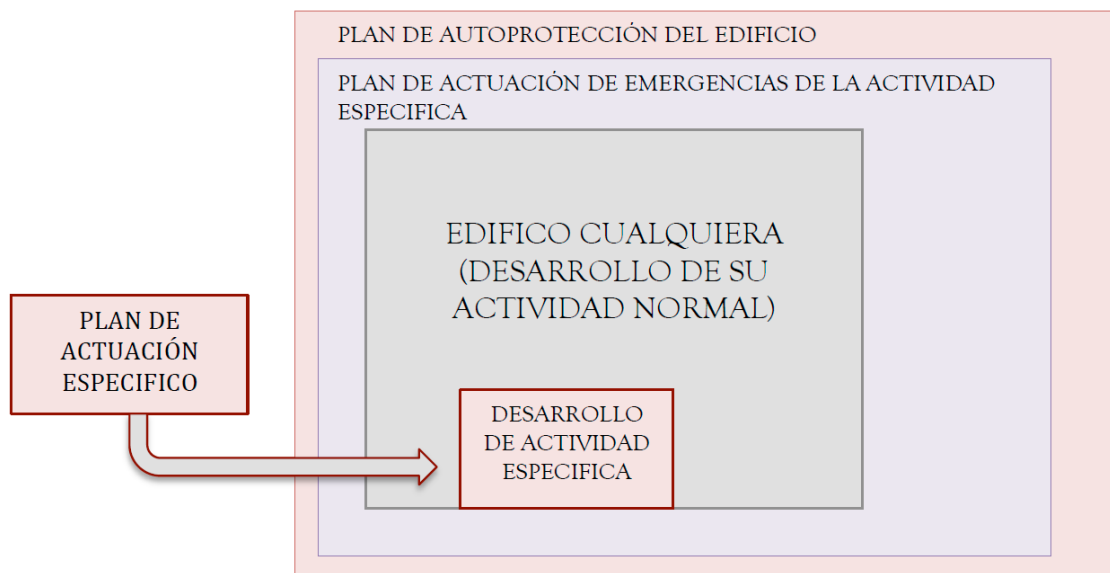 PLAN DE AUTOPROTECCIÓN DEL EDIFICIO
PLAN DE ACTUACIÓN DE EMERGENCIAS DE LA ACTIVIDAD
ESPECIFICA
EDIFICO CUALQUIERA
(DESARROLLO DE SU
ACTIVIDAD NORMAL)
PLAN DE
ACTUACIÓN
ESPECIFICO
DESARROLLO
DE ACTIVIDAD
ESPECIFICA